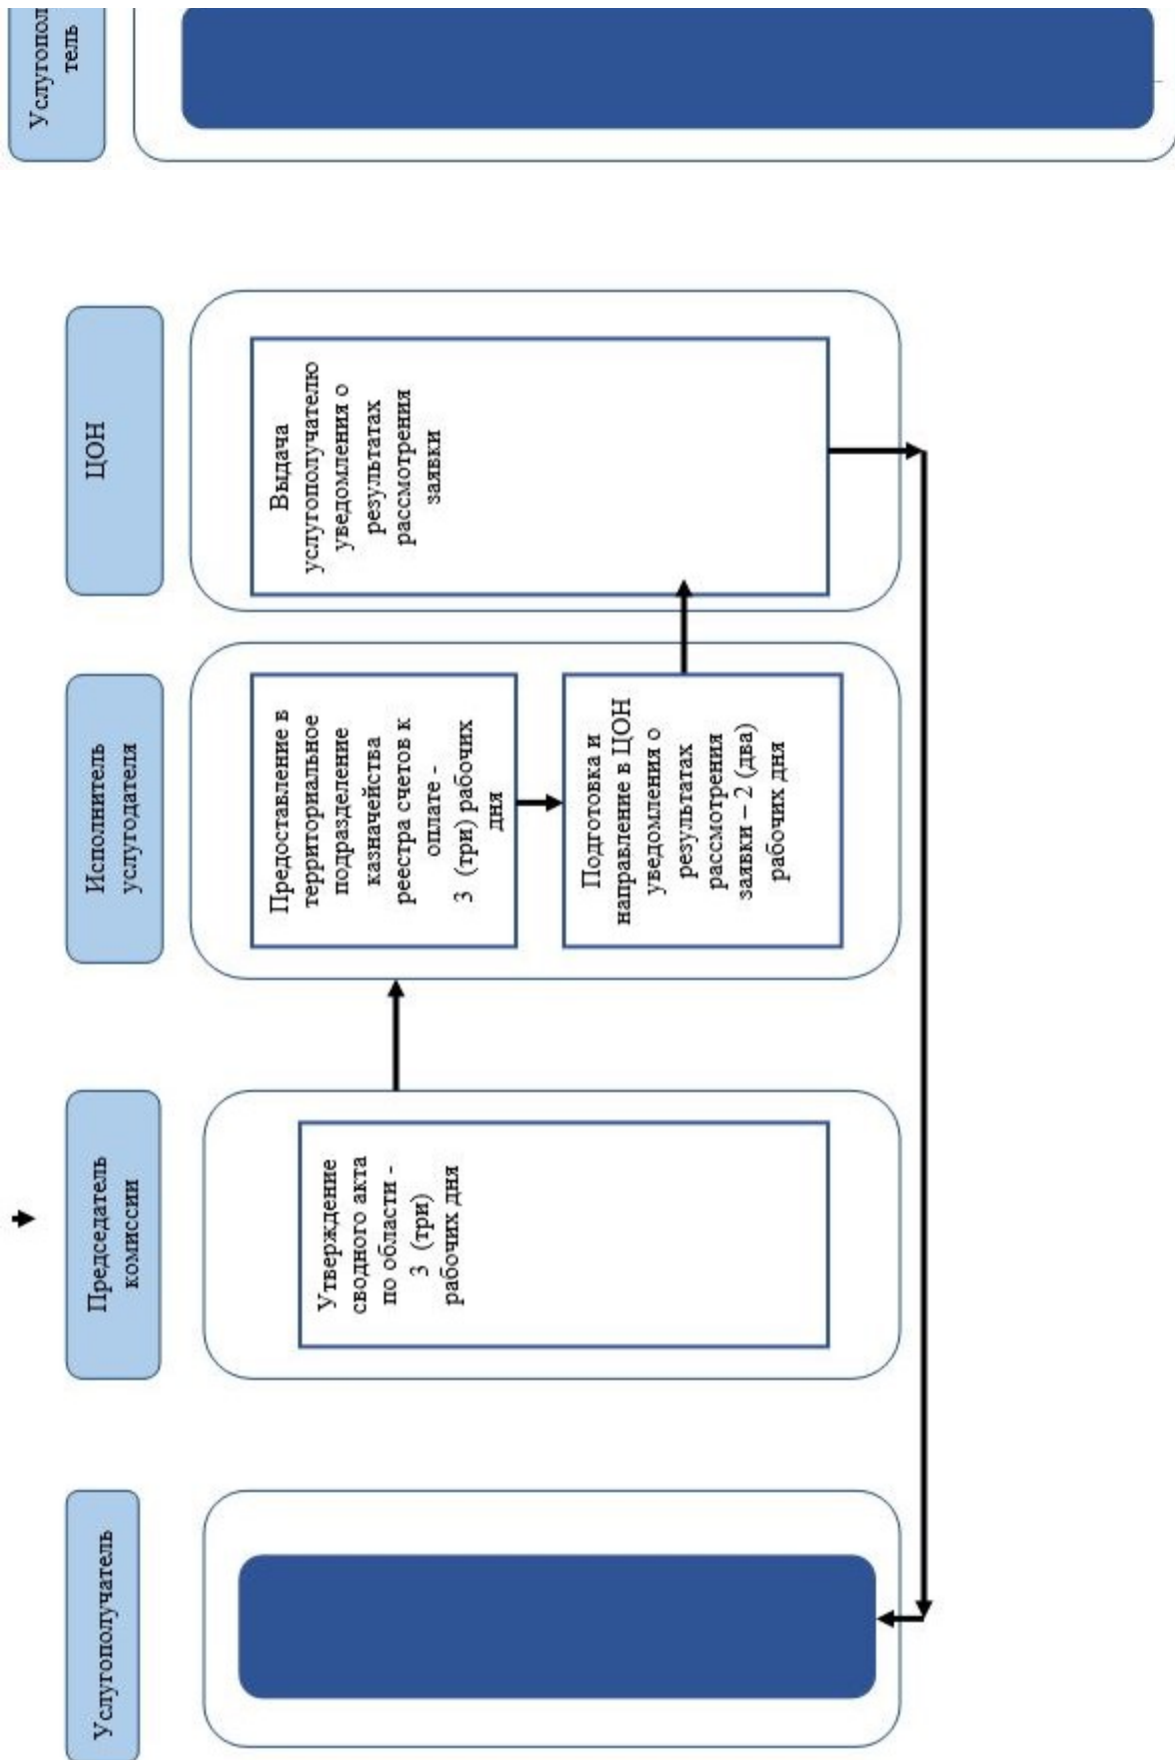 Услугопол
тель
Услугополучатель
Председатель
комиссии
Исполнитель
услугодателя
ЦОН
Утверждение
сводного акта
по области -
3 (три)
рабочих дня
Предоставление в
территориальное
подразделение
казначейства
реестра счетов к
оплате -
3 (три) рабочих
дня
Подготовка и
направление в ЦОН
уведомления о
результатах
рассмотрения
заявки – 2 (два)
рабочих дня
Выдача
услугополучателю
уведомления о
результатах
рассмотрения
заявки